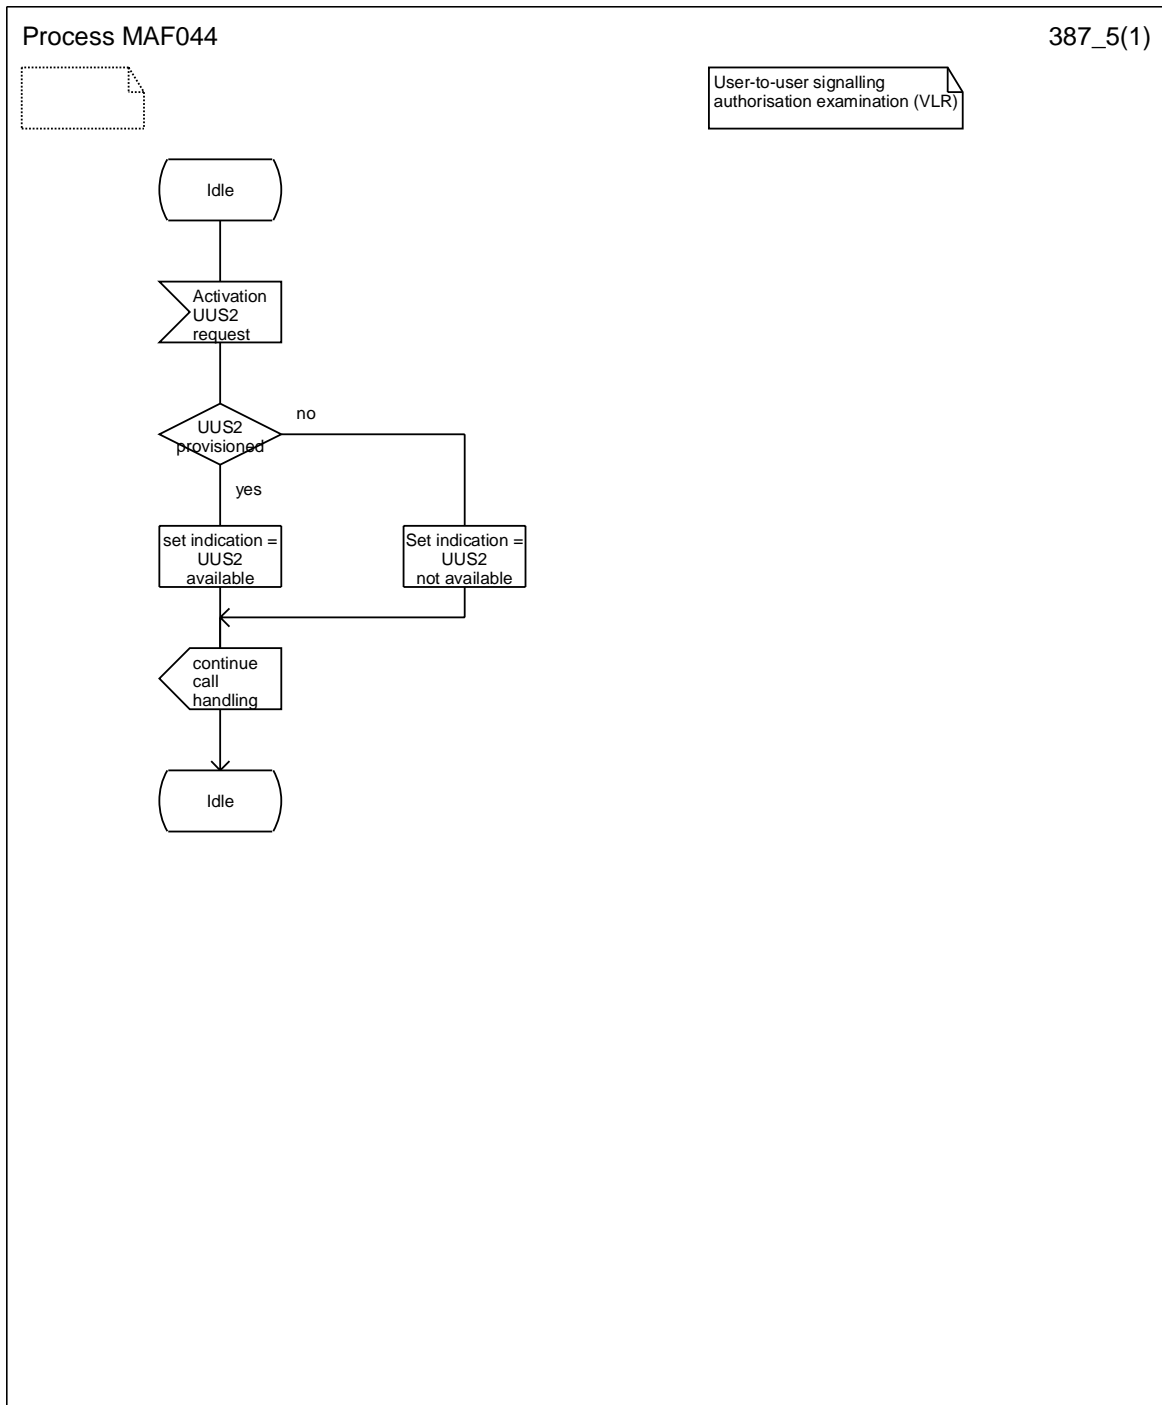 Process MAF044
387_5(1)
User-to-user signalling
authorisation examination (VLR)
Idle
Activation
UUS2
request
UUS2
provisioned
no
yes
set indication =
UUS2
available
Set indication =
UUS2
not available
continue
call
handling
Idle